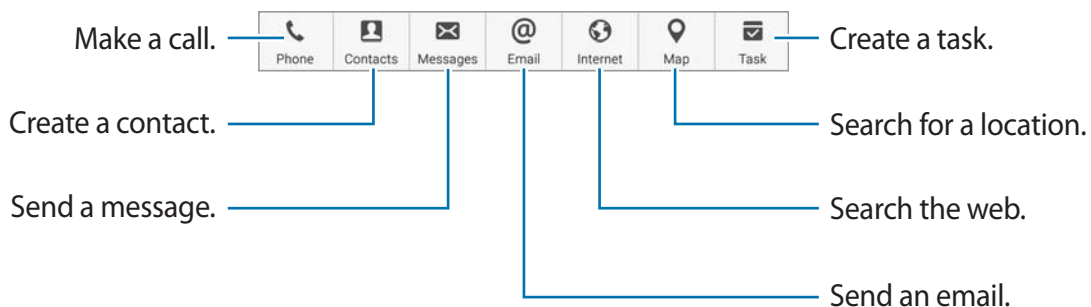 Make a call.
Phone
Contacts
Messages
@
Email
Internet
Map
Task
Create a task.
Create a contact.
Search for a location.
Send a message.
Search the web.
Send an email.